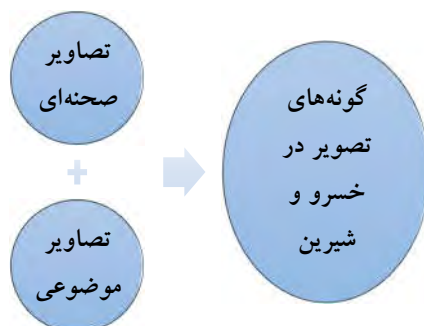 تصاویر
صحنه‌ای
+
تصاویر
موضوعی
گونه‌های
تصویر در
خسرو و
شیرین